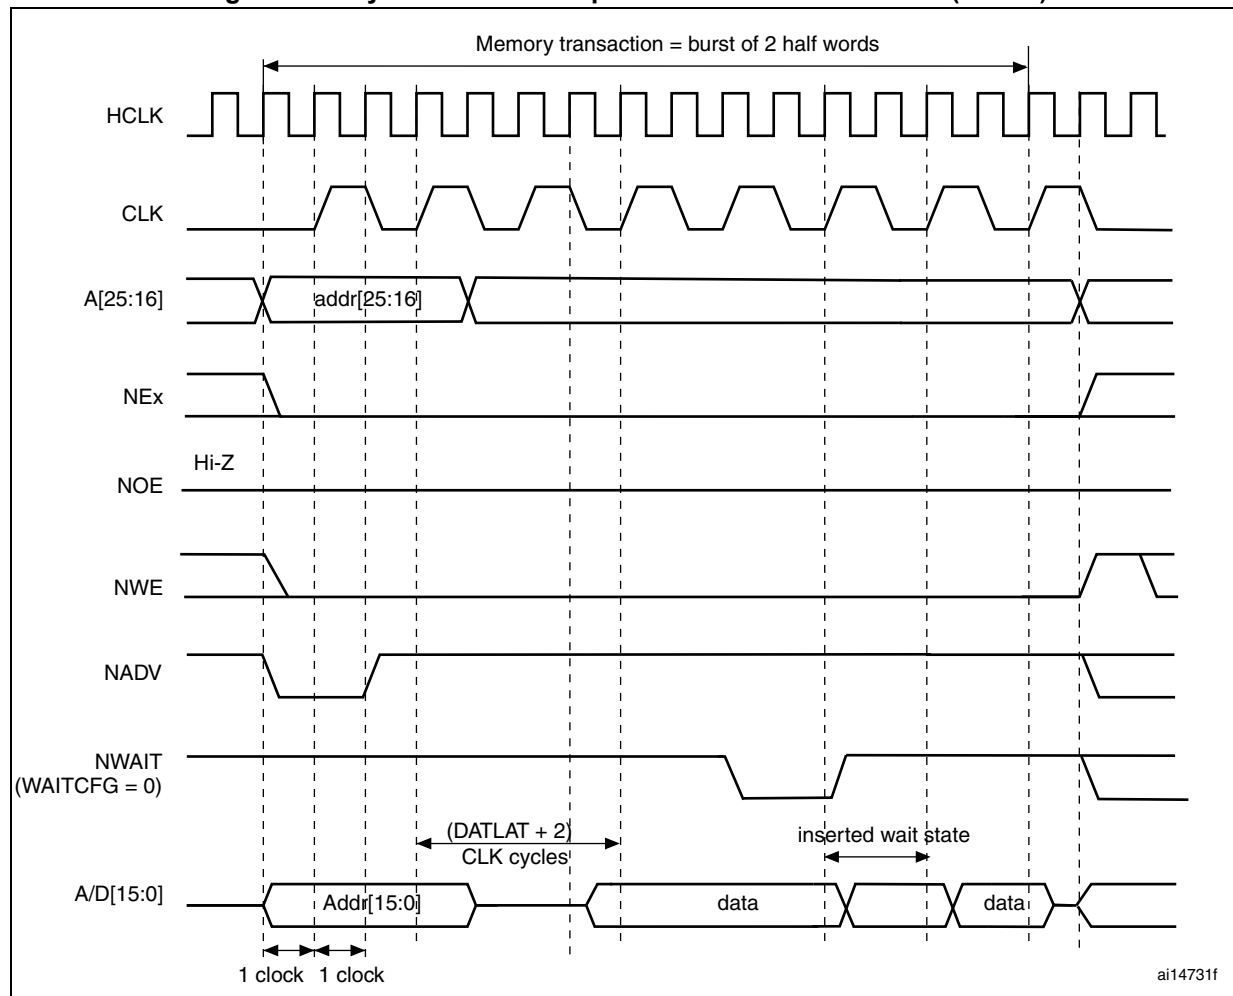 Memory transaction = burst of 2 half words
HCLK
CLK
A[25:16]
addr[25:16]
NEx
Hi-Z
NOE
NWE
NADV
NWAIT
(WAITCFG = 0)
(DATLAT + 2)
CLK cycles
inserted wait state
A/D[15:0]
Addr[15:0]
data
data
1 clock 1 clock
ai14731f